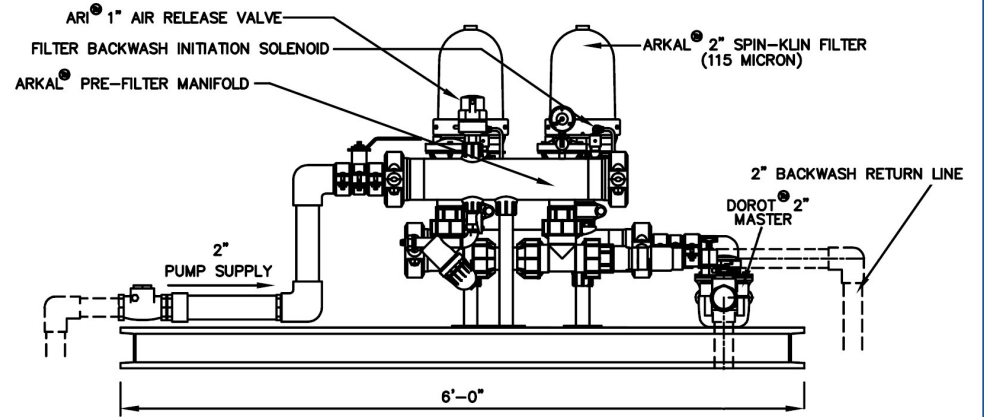 ARI® 1" AIR RELEASE VALVE
FILTER BACKWASH INITIATION SOLENOID
ARKAL® PRE-FILTER MANIFOLD
ARKAL® 2" SPIN-KLIN FILTER
(115 MICRON)
2" BACKWASH RETURN LINE
DOROT® 2"
MASTER
2"
PUMP SUPPLY
6'-0"